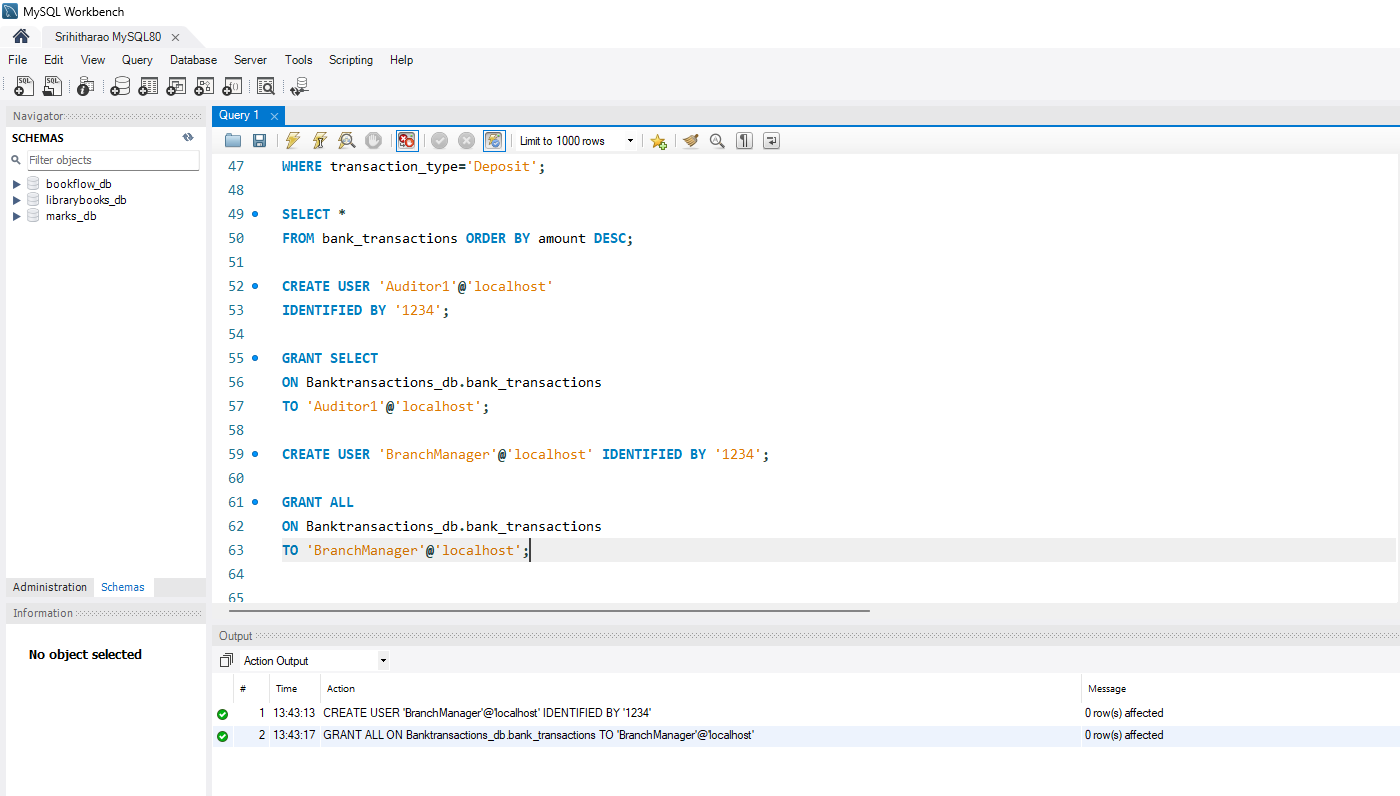 MySQL Workbench
Srihitharao MySQL80
File Edit View Query Database Server Tools Scripting Help
Navigator
SCHEMAS
Filter objects
bookflow_db
librarybooks_db
marks_db
Administration Schemas
Information
No object selected
Query 1
Limit to 1000 rows
47 WHERE transaction_type='Deposit';
48
49 SELECT *
50 FROM bank_transactions ORDER BY amount DESC;
51
52 CREATE USER 'Auditor1'@'localhost'
53 IDENTIFIED BY '1234';
54
55 GRANT SELECT
56 ON Banktransactions_db.bank_transactions
57 TO 'Auditor1'@'localhost';
58
59 CREATE USER 'BranchManager'@'localhost' IDENTIFIED BY '1234';
60
61 GRANT ALL
62 ON Banktransactions_db.bank_transactions
63 TO 'BranchManager'@'localhost';
64
65
Output
Action Output
# Time Action Message
1 13:43:13 CREATE USER 'BranchManager'@'localhost' IDENTIFIED BY '1234' 0 row(s) affected
2 13:43:17 GRANT ALL ON Banktransactions_db.bank_transactions TO 'BranchManager'@'localhost' 0 row(s) affected